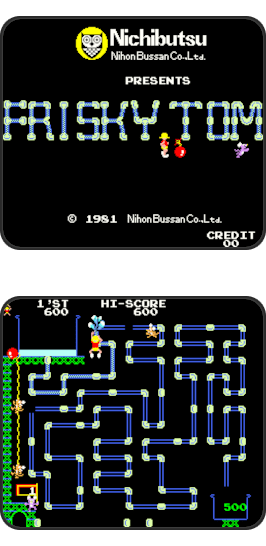 Nichibutsu
Nihon Bussan Co.,Ltd.
PRESENTS
FRISKY TOM
© 1981 Nihon Bussan Co.,Ltd.
CREDIT
00
1'ST HI-SCORE
600 600
1
500